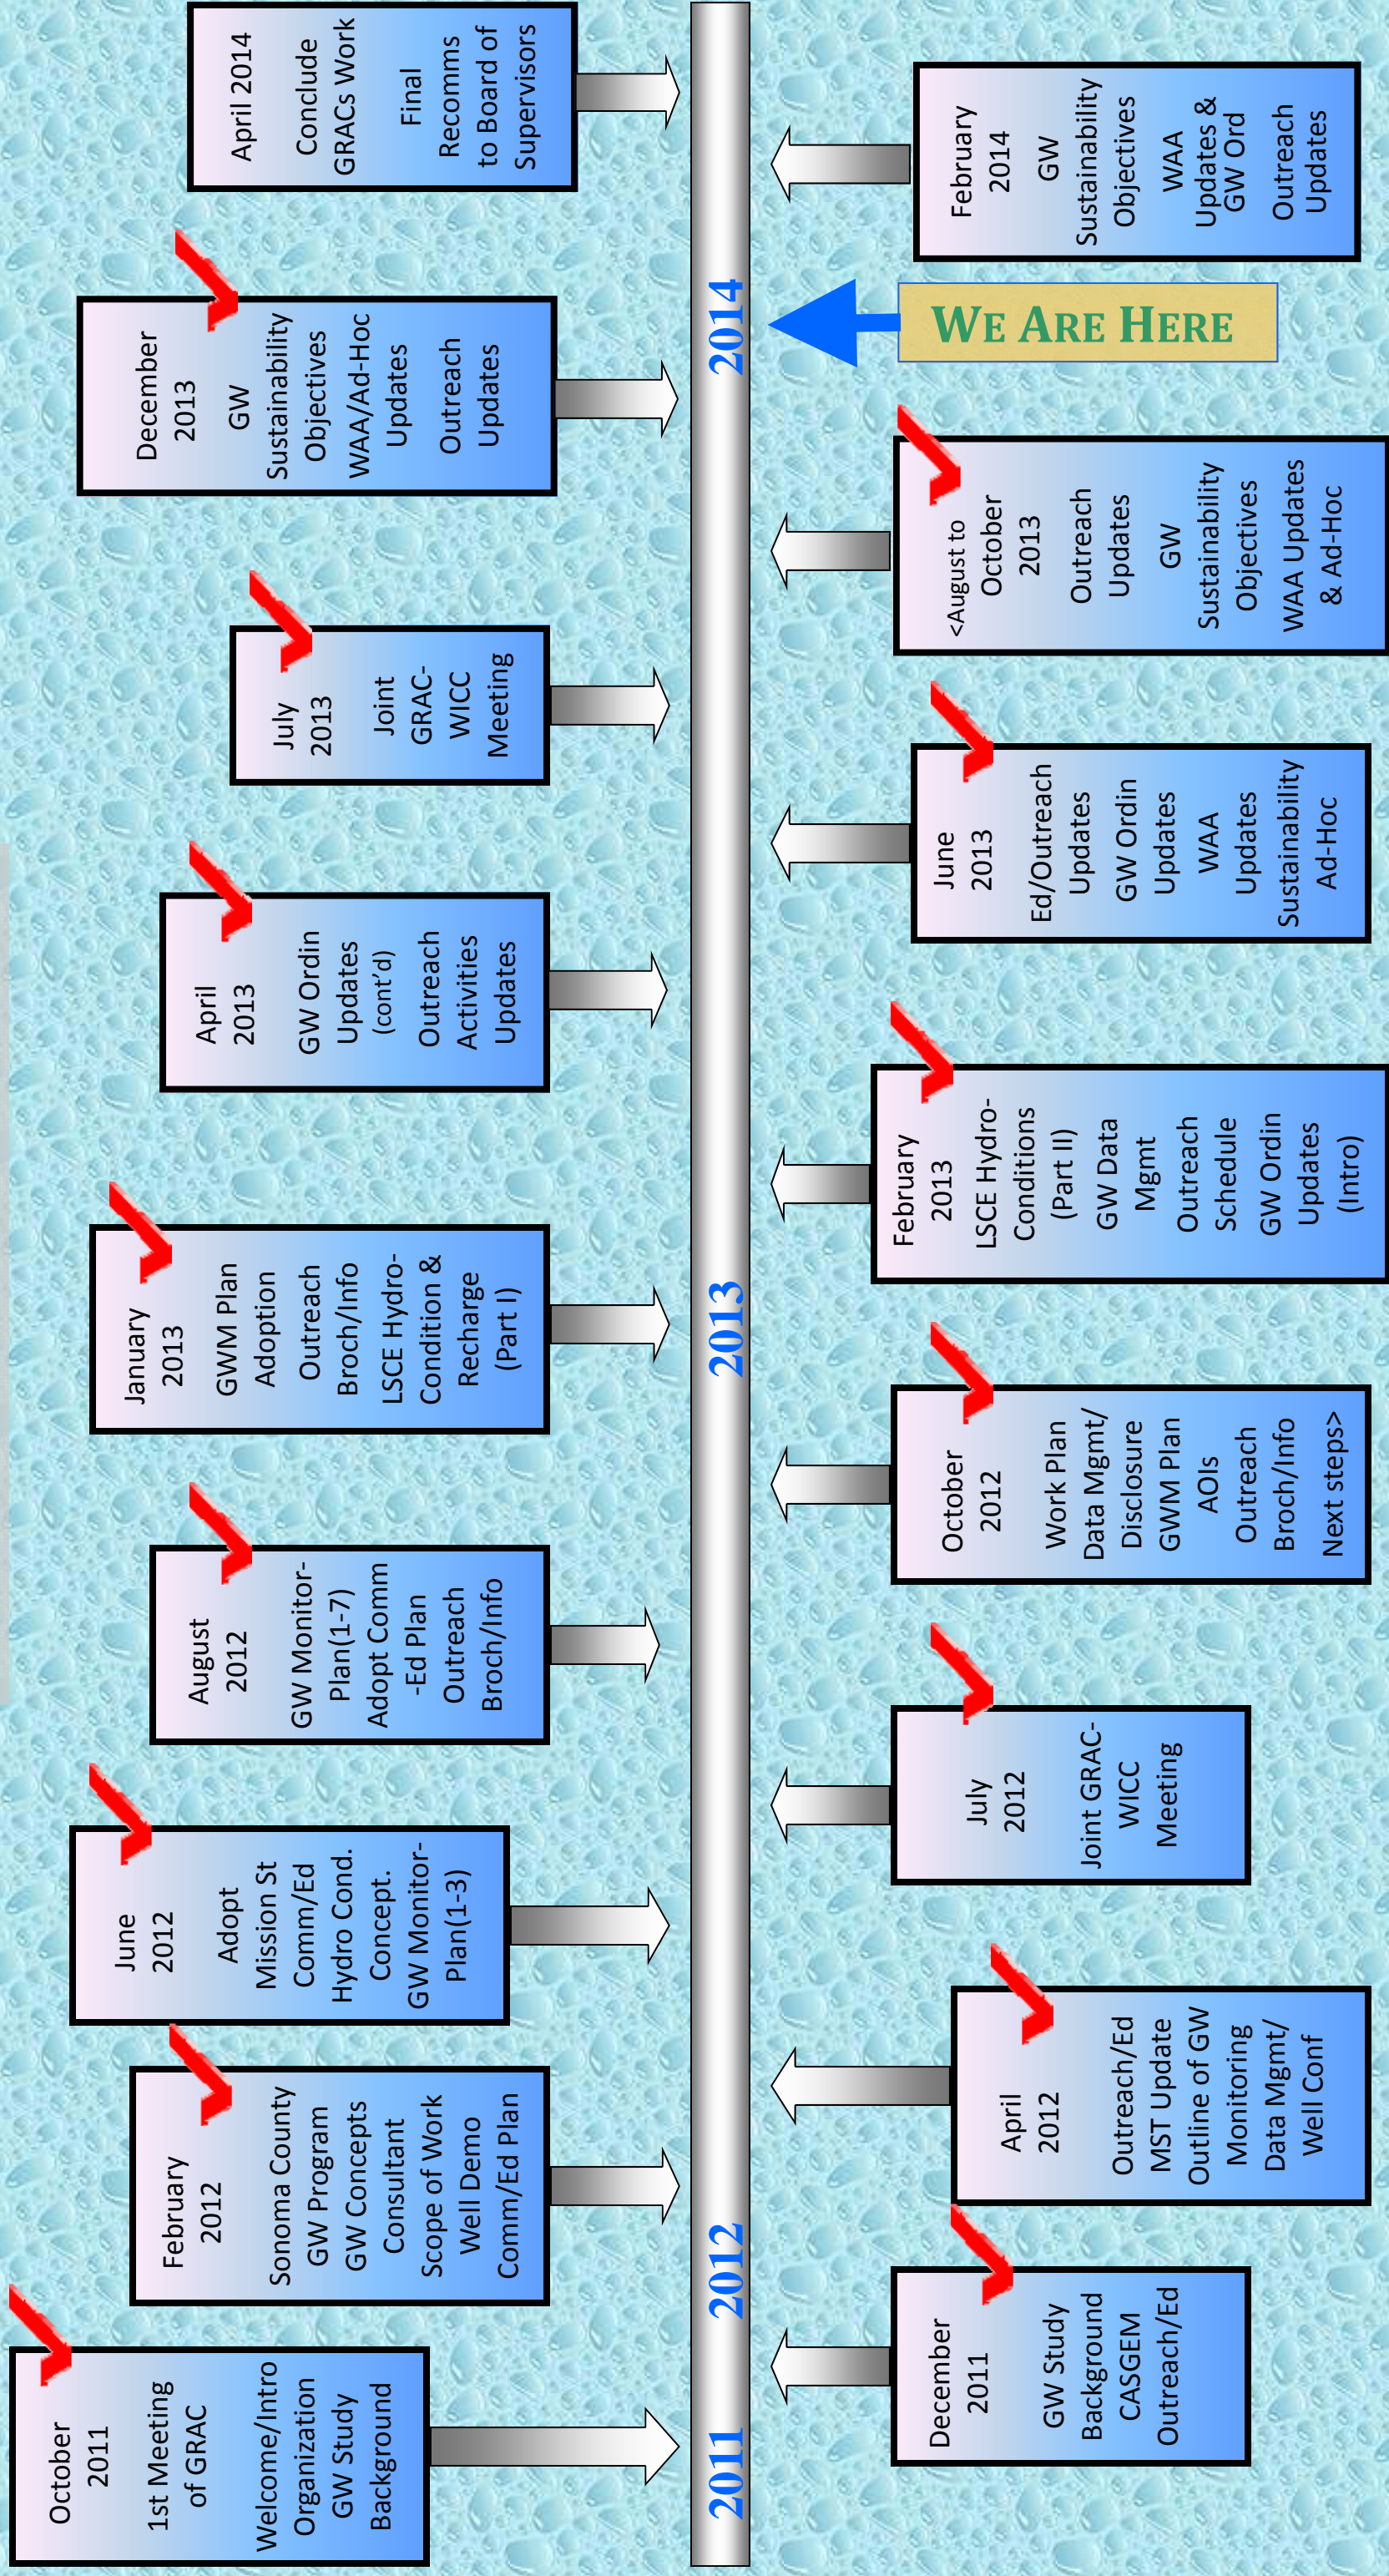 October
2011
1st Meeting
of GRAC
Welcome/Intro
Organization
GW Study
Background
February
2012
Sonoma County
GW Program
GW Concepts
Consultant
Scope of Work
Well Demo
Comm/Ed Plan
June
2012
Adopt
Mission St
Comm/Ed
Hydro Cond.
Concept.
GW Monitor-
Plan(1-3)
August
2012
GW Monitor-
Plan(1-7)
Adopt Comm
-Ed Plan
Outreach
Broch/Info
January
2013
GWM Plan
Adoption
Outreach
Broch/Info
LSCE Hydro-
Condition &
Recharge
(Part I)
April
2013
GW Ordin
Updates
(cont’d)
Outreach
Activities
Updates
July
2013
Joint
GRAC-
WICC
Meeting
December
2013
GW
Sustainability
Objectives
WAA/Ad-Hoc
Updates
Outreach
Updates
April 2014
Conclude
GRACs Work
Final
Recomms
to Board of
Supervisors
2011
2012
2013
2014
December
2011
GW Study
Background
CASGEM
Outreach/Ed
April
2012
Outreach/Ed
MST Update
Outline of GW
Monitoring
Data Mgmt/
Well Conf
July
2012
Joint GRAC-
WICC
Meeting
October
2012
Work Plan
Data Mgmt/
Disclosure
GWM Plan
AOIs
Outreach
Broch/Info
Next steps>
February
2013
LSCE Hydro-
Conditions
(Part II)
GW Data
Mgmt
Outreach
Schedule
GW Ordin
Updates
(Intro)
June
2013
Ed/Outreach
Updates
GW Ordin
Updates
WAA
Updates
Sustainability
Ad-Hoc
<August to
October
2013
Outreach
Updates
GW
Sustainability
Objectives
WAA Updates
& Ad-Hoc
WE ARE HERE
February
2014
GW
Sustainability
Objectives
WAA
Updates &
GW Ord
Outreach
Updates